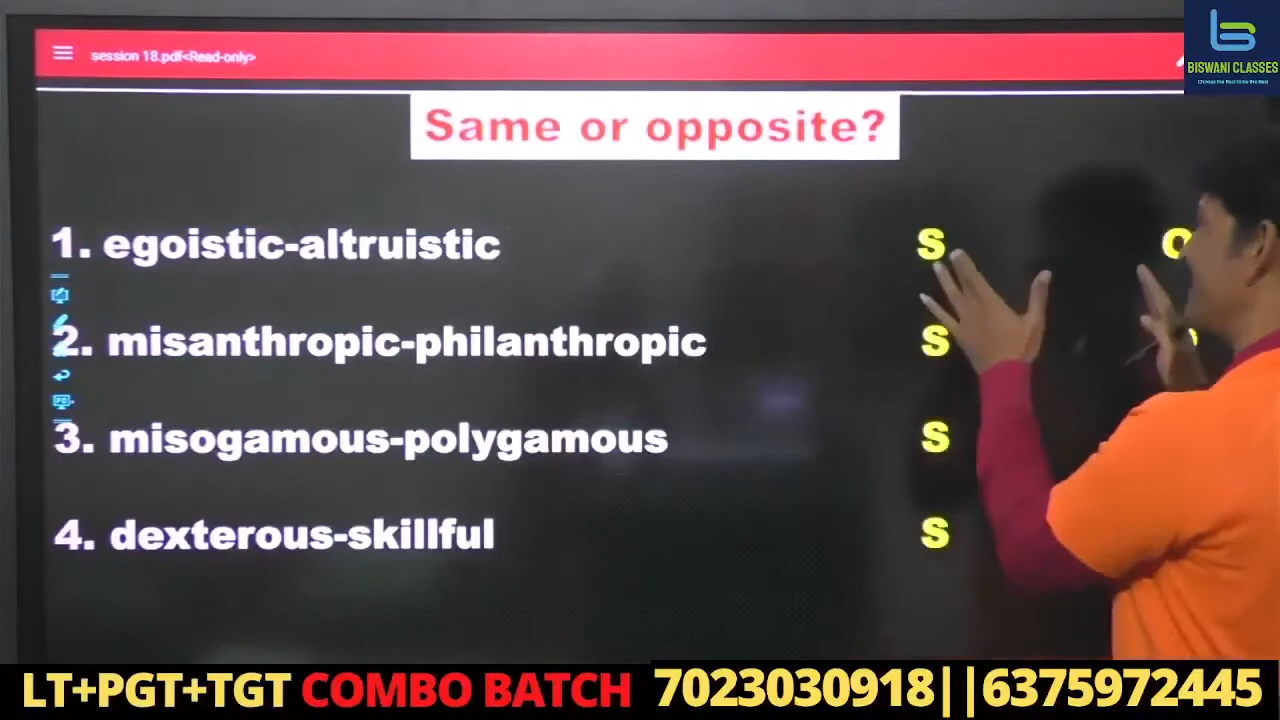 session 18.pdf<Read-only>
BISWANI CLASSES
Same or opposite?
1. egoistic-altruistic S O
2. misanthropic-philanthropic S
3. misogamous-polygamous S
4. dexterous-skillful S
LT+PGT+TGT COMBO BATCH 7023030918||6375972445